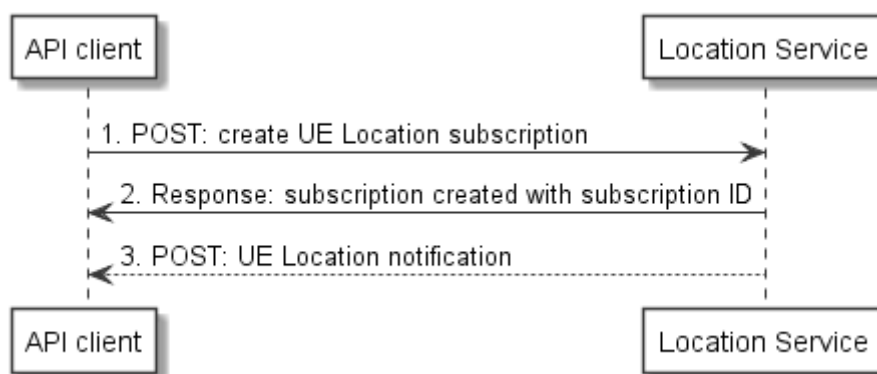 API client
Location Service
1. POST: create UE Location subscription
2. Response: subscription created with subscription ID
3. POST: UE Location notification
API client
Location Service